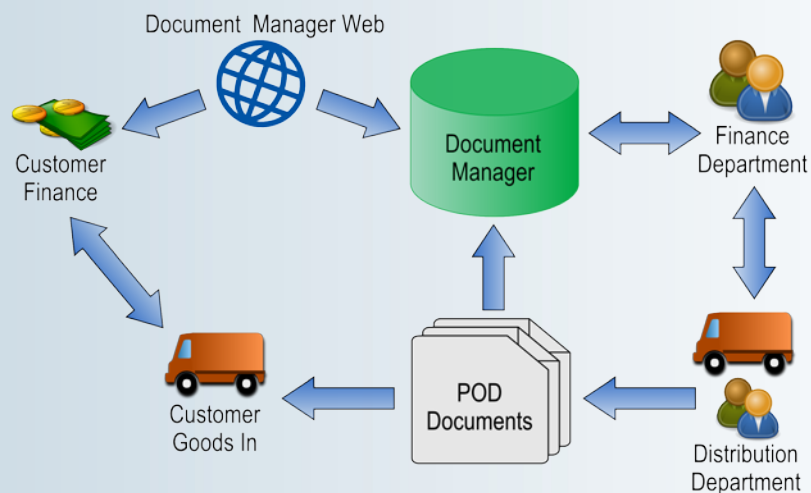 Document Manager Web
Document
Manager
Finance
Department
Customer
Finance
POD
Documents
Customer
Goods In
Distribution
Department